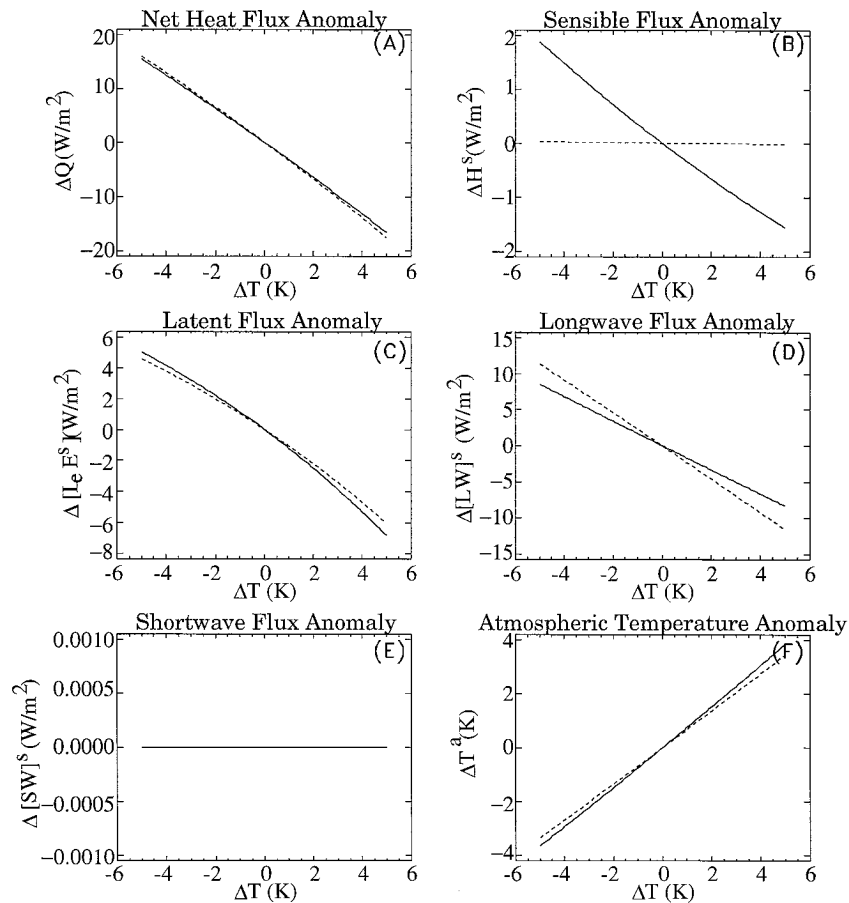 Net Heat Flux Anomaly
(A)
20
10
0
−10
−20
ΔQ (W/m²)
-6 -4 -2 0 2 4 6
ΔT (K)
Sensible Flux Anomaly
(B)
2
1
0
−1
−2
ΔHˢ (W/m²)
-6 -4 -2 0 2 4 6
ΔT (K)
Latent Flux Anomaly
(C)
6
4
2
0
−2
−4
−6
−8
Δ [Lₑ Eˢ](W/m²)
-6 -4 -2 0 2 4 6
ΔT (K)
Longwave Flux Anomaly
(D)
15
10
5
0
−5
−10
−15
Δ[LW]ˢ (W/m²)
-6 -4 -2 0 2 4 6
ΔT (K)
Shortwave Flux Anomaly
(E)
0.0010
0.0005
0.0000
−0.0005
−0.0010
Δ [SW]ˢ (W/m²)
-6 -4 -2 0 2 4 6
ΔT (K)
Atmospheric Temperature Anomaly
(F)
4
2
0
−2
−4
ΔTᵃ(K)
-6 -4 -2 0 2 4 6
ΔT (K)